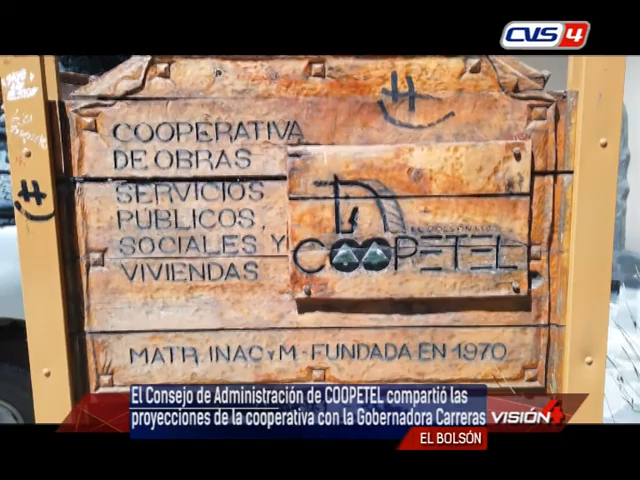 CVS 4
COOPERATIVA
DE OBRAS
SERVICIOS
PÚBLICOS,
SOCIALES Y
VIVIENDAS
COOPETEL
MATR. INAC y M - FUNDADA EN 1970
El Consejo de Administración de COOPETEL compartió las
proyecciones de la cooperativa con la Gobernadora Carreras
VISIÓN 4
EL BOLSÓN